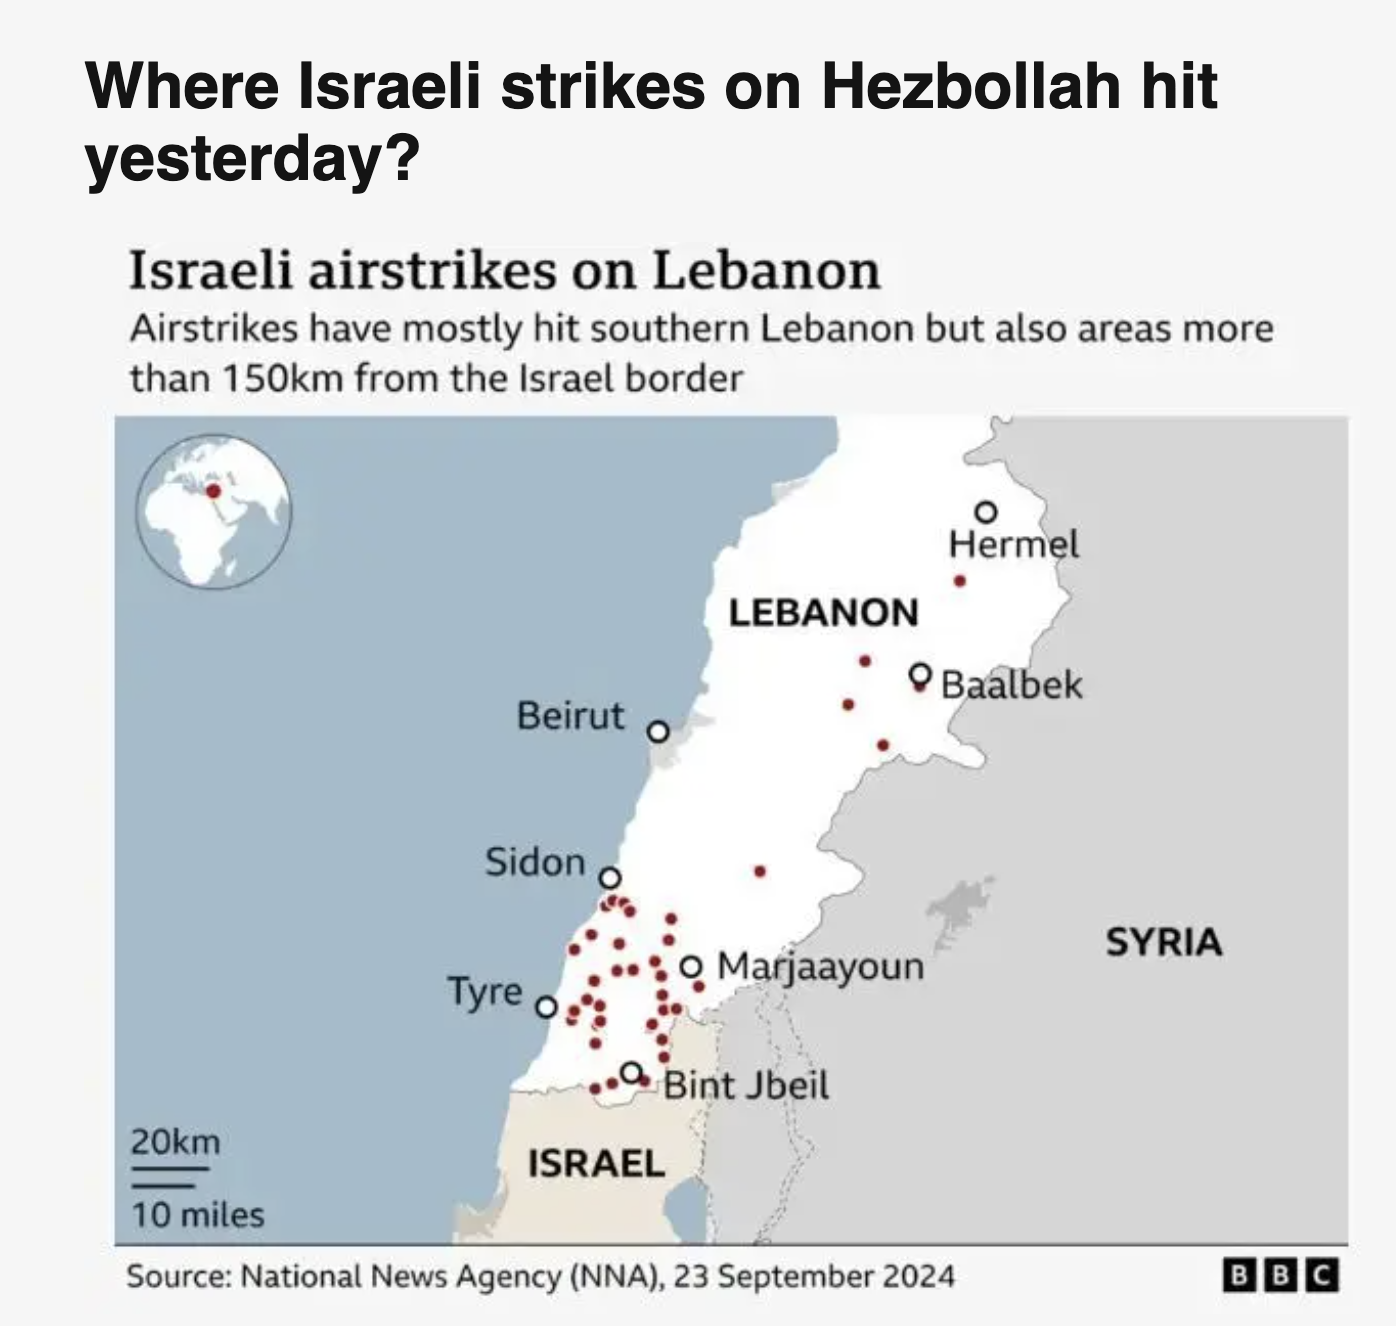 Where Israeli strikes on Hezbollah hit
yesterday?
Israeli airstrikes on Lebanon
Airstrikes have mostly hit southern Lebanon but also areas more
than 150km from the Israel border
Hermel
LEBANON
Baalbek
Beirut
Sidon
SYRIA
Marjaayoun
Tyre
Bint Jbeil
20km
ISRAEL
10 miles
Source: National News Agency (NNA), 23 September 2024
BBC